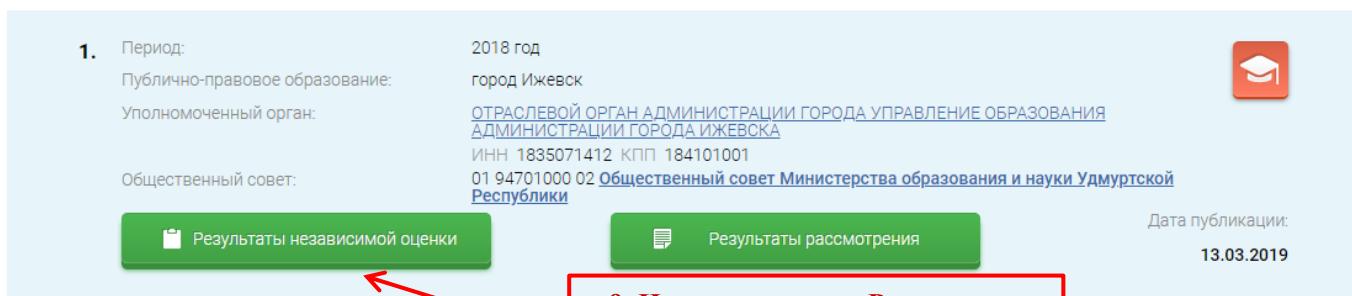 1. Период: 2018 год
Публично-правовое образование: город Ижевск
Уполномоченный орган: ОТРАСЛЕВОЙ ОРГАН АДМИНИСТРАЦИИ ГОРОДА УПРАВЛЕНИЕ ОБРАЗОВАНИЯ
АДМИНИСТРАЦИИ ГОРОДА ИЖЕВСКА
ИНН 1835071412 КПП 184101001
Общественный совет: 01 94701000 02 Общественный совет Министерства образования и науки Удмуртской
Республики
Результаты независимой оценки
Результаты рассмотрения
Дата публикации:
13.03.2019